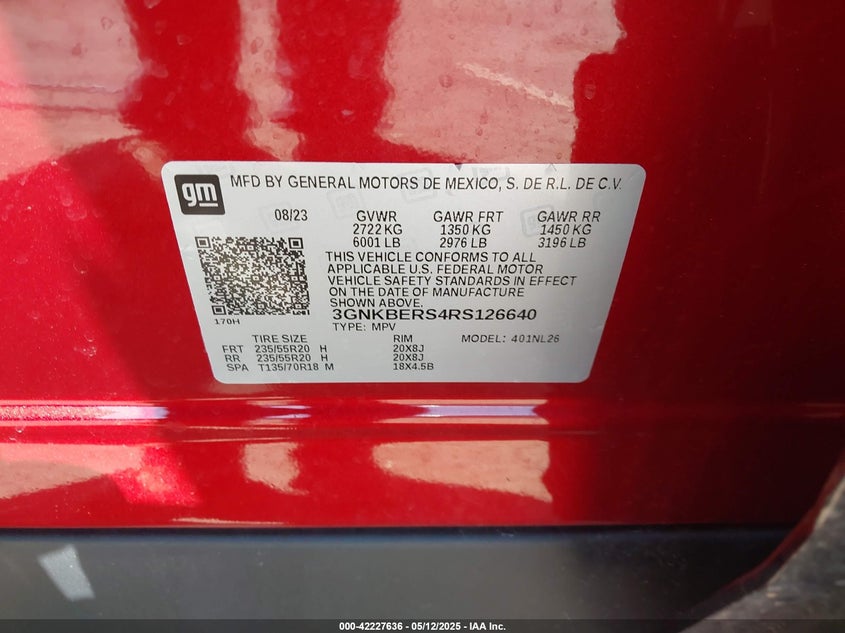 gm MFD BY GENERAL MOTORS DE MEXICO, S. DE R.L. DE C.V.
08/23 GVWR GAWR FRT GAWR RR
2722 KG 1350 KG 1450 KG
6001 LB 2976 LB 3196 LB
THIS VEHICLE CONFORMS TO ALL
APPLICABLE U.S. FEDERAL MOTOR
VEHICLE SAFETY STANDARDS IN EFFECT
ON THE DATE OF MANUFACTURE
SHOWN ABOVE.
3GNKBERS4RS126640
170H
TYPE: MPV MODEL: 401NL26
TIRE SIZE RIM
FRT 235/55R20 H 20X8J
RR 235/55R20 H 20X8J
SPA T135/70R18 M 18X4.5B
000-42227636 - 05/12/2025 - IAA Inc.